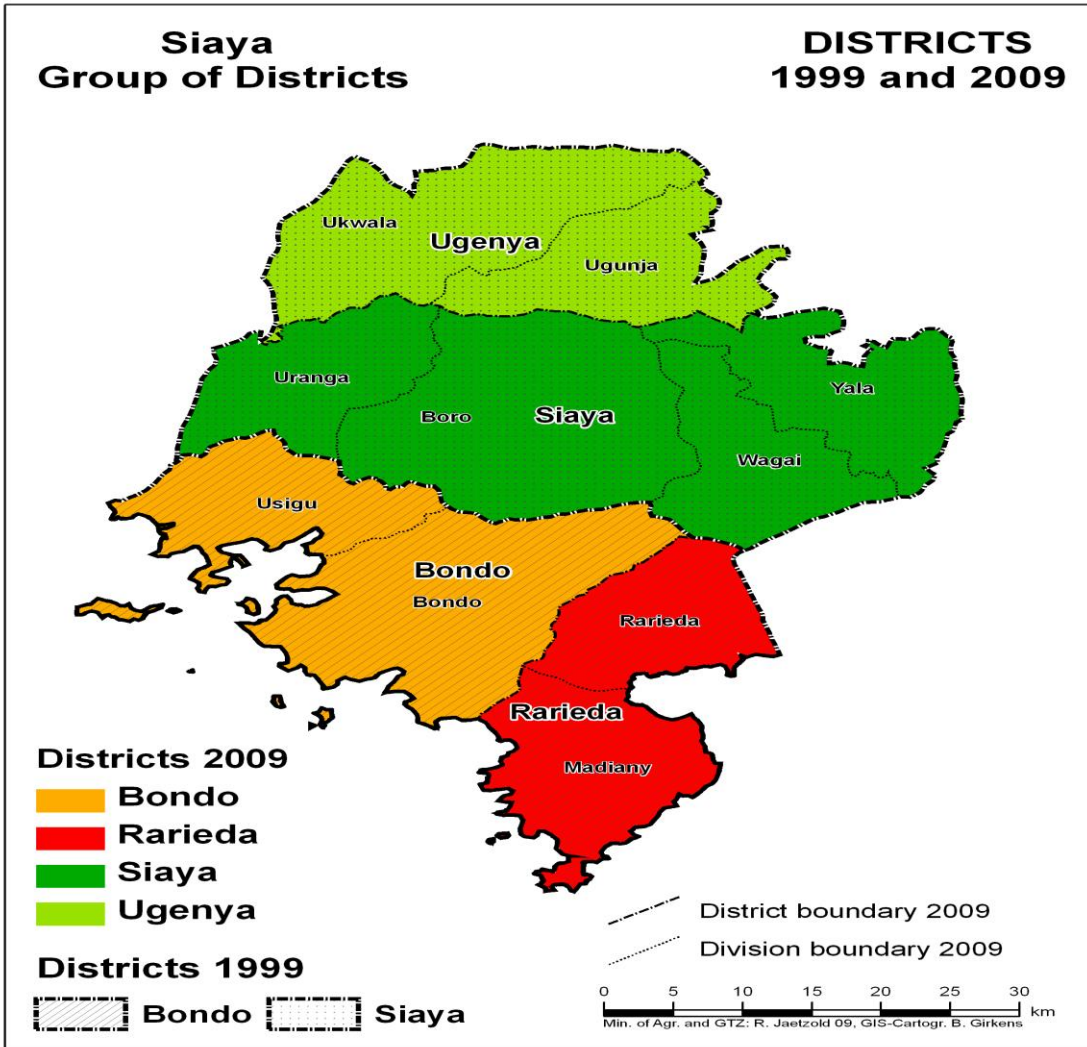 Siaya
Group of Districts
DISTRICTS
1999 and 2009
Ukwala
Ugenya
Ugunja
Uranga
Boro
Siaya
Yala
Wagai
Usigu
Bondo
Bondo
Rarieda
Rarieda
Madiany
Districts 2009
Bondo
Rarieda
Siaya
Ugenya
Districts 1999
Bondo
Siaya
District boundary 2009
Division boundary 2009
0 5 10 15 20 25 30
km
Min. of Agr. and GTZ: R. Jaetzold 09, GIS-Cartogr. B. Girkens